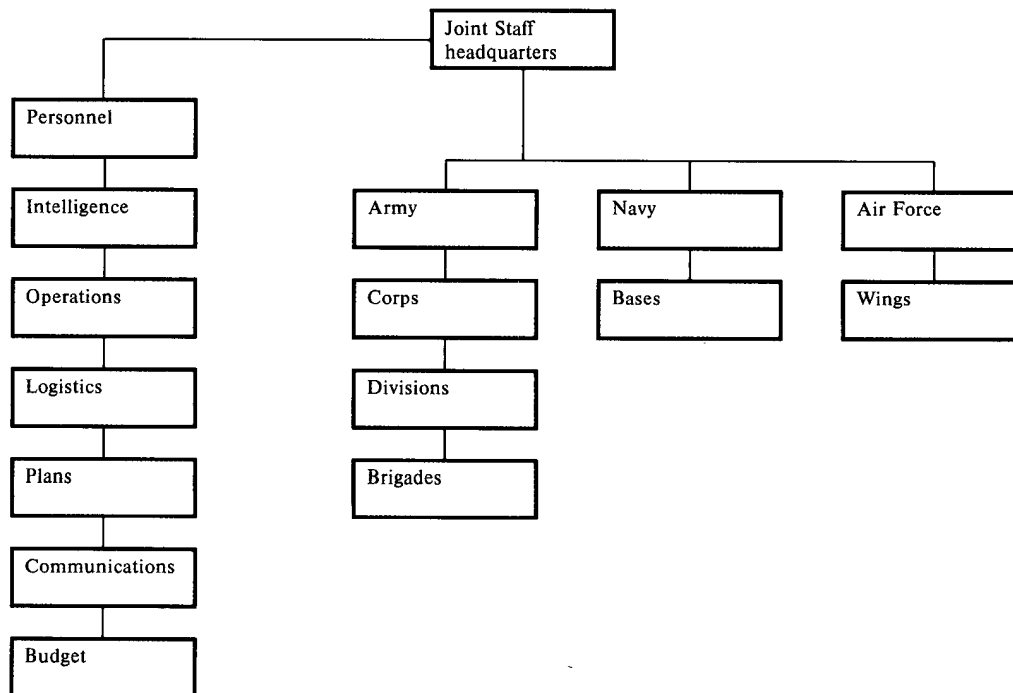 Joint Staff
headquarters
Personnel
Intelligence
Operations
Logistics
Plans
Communications
Budget
Army
Corps
Divisions
Brigades
Navy
Bases
Air Force
Wings